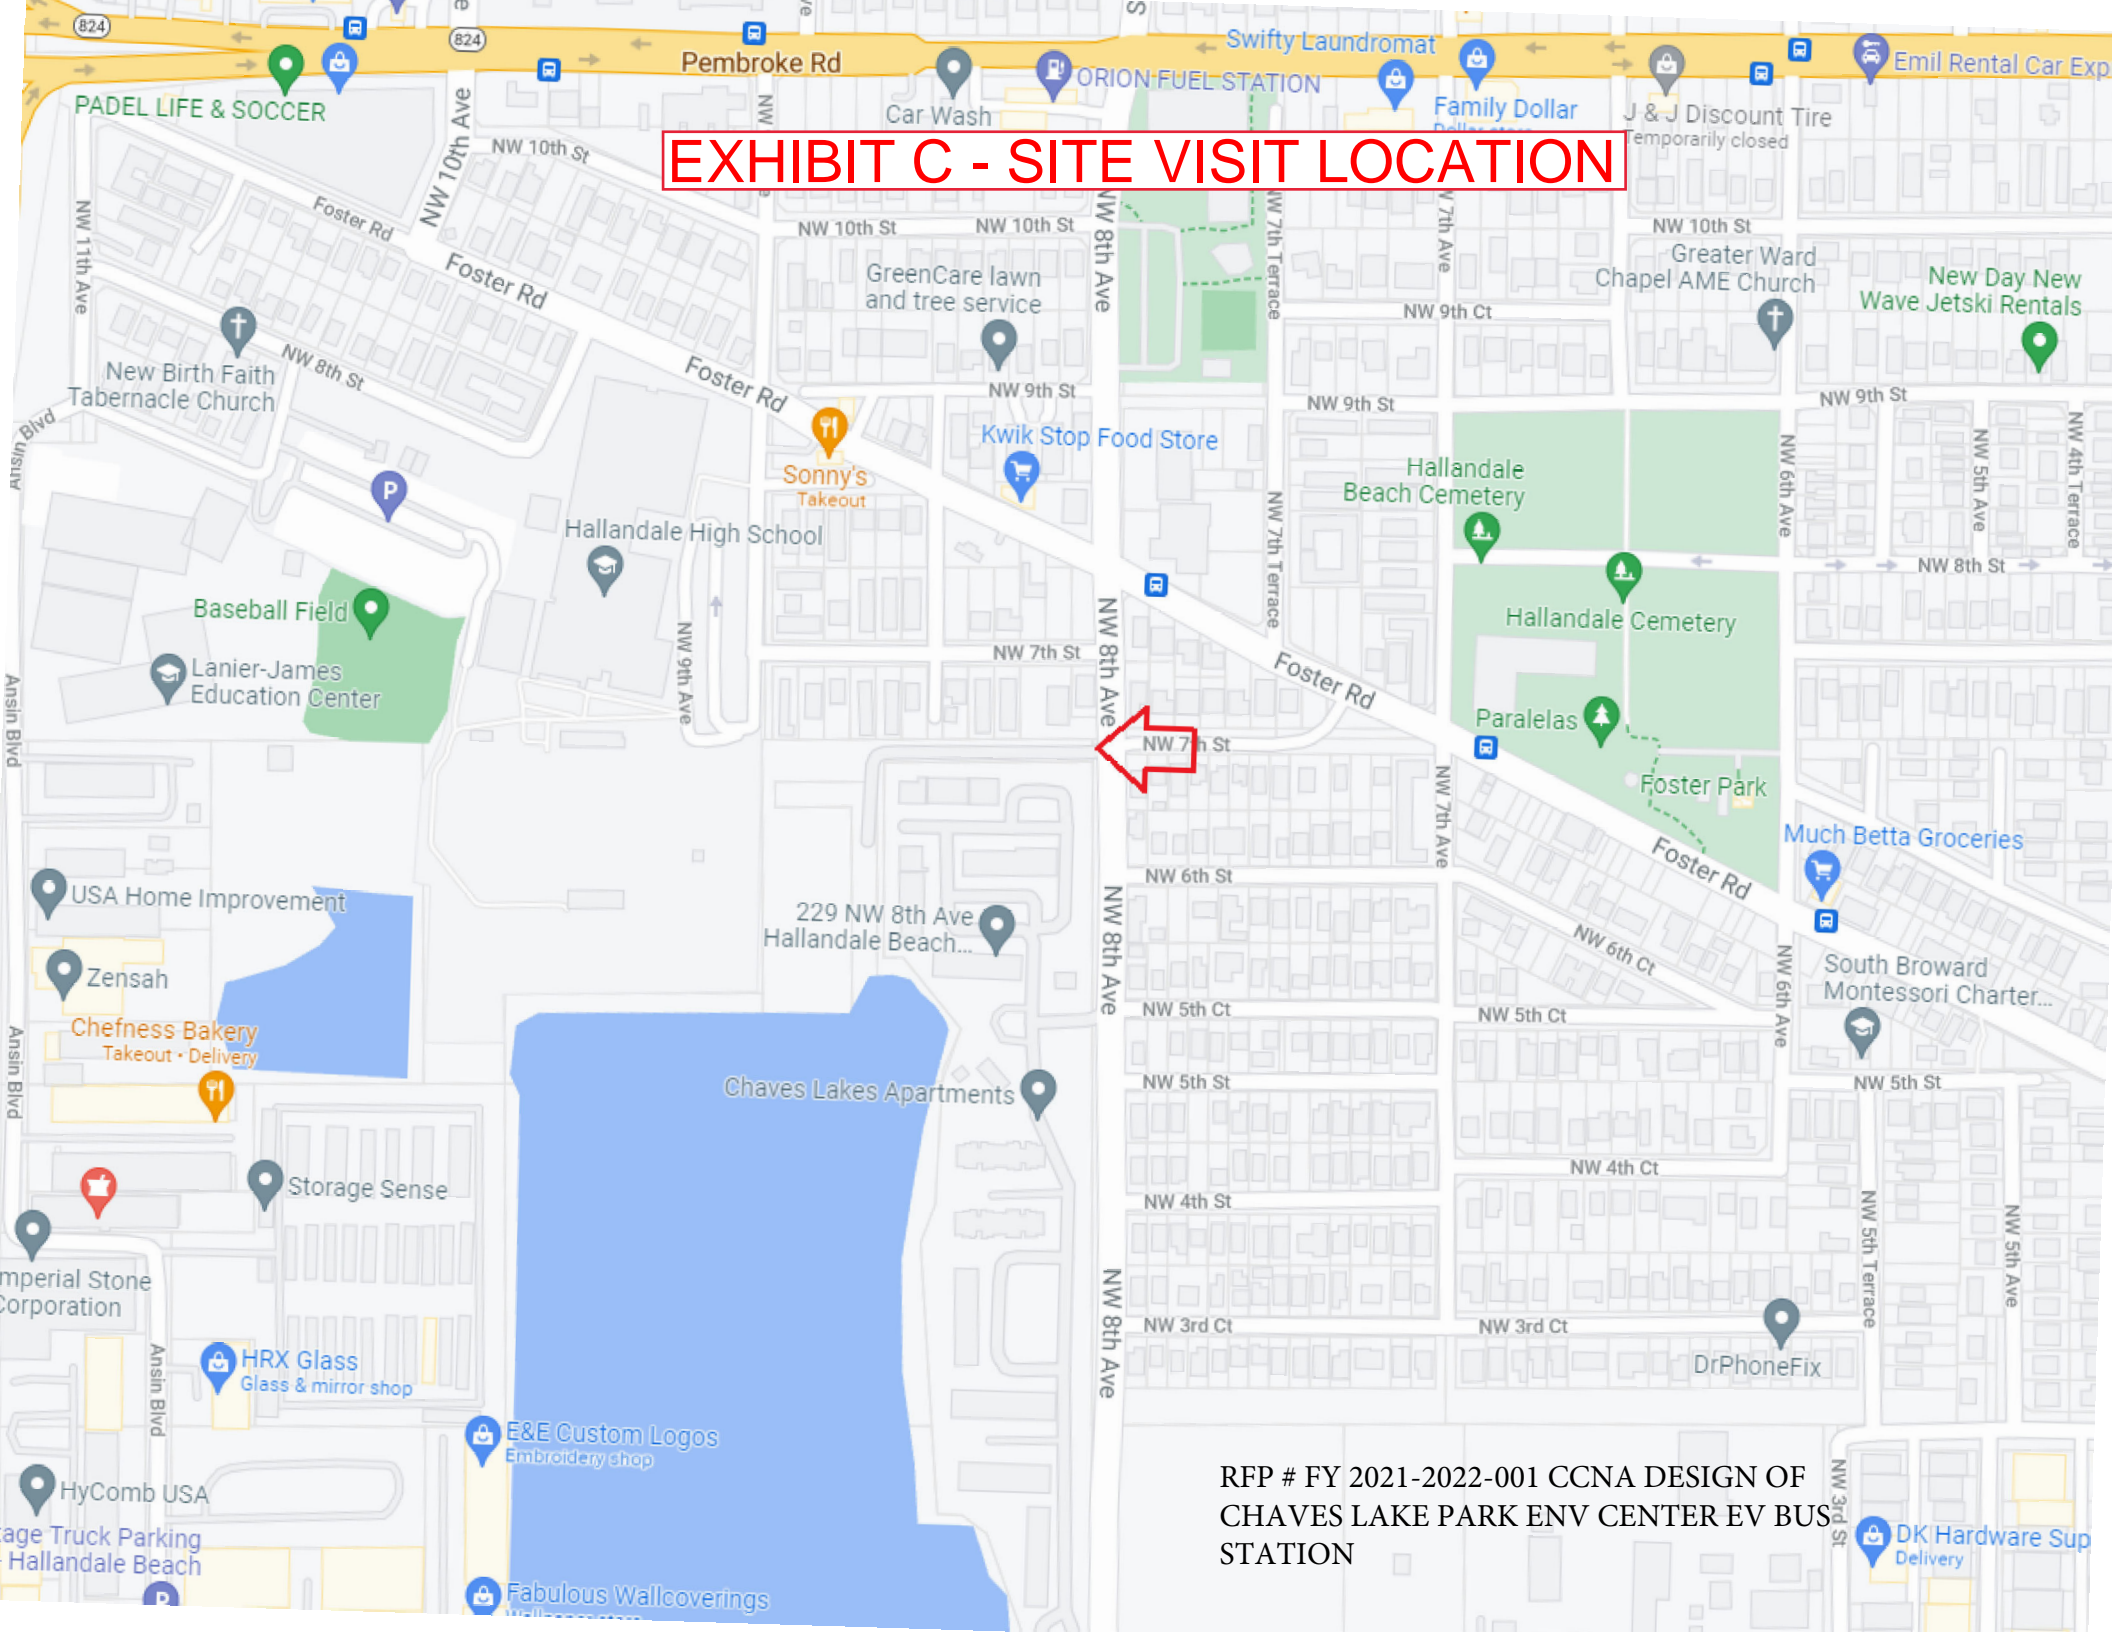 824
824
Pembroke Rd
Swifty Laundromat
Emil Rental Car Exp
PADEL LIFE & SOCCER
ORION FUEL STATION
Car Wash
Family Dollar
J & J Discount Tire
Temporarily closed
EXHIBIT C - SITE VISIT LOCATION
NW 10th Ave
NW 10th St
NW 10th St
NW 10th St
NW 10th St
NW 11th Ave
Foster Rd
Foster Rd
NW 8th Ave
NW 7th Terrace
NW 7th Ave
GreenCare lawn
and tree service
Greater Ward
Chapel AME Church
New Day New
Wave Jetski Rentals
NW 9th Ct
New Birth Faith
Tabernacle Church
NW 8th St
Foster Rd
NW 9th St
NW 9th St
NW 9th St
Ansin Blvd
Sonny's
Takeout
Kwik Stop Food Store
Hallandale
Beach Cemetery
NW 6th Ave
NW 5th Ave
NW 4th Terrace
P
Hallandale High School
NW 7th Terrace
NW 8th St
Baseball Field
Hallandale Cemetery
NW 9th Ave
NW 7th St
NW 8th Ave
Foster Rd
Lanier-James
Education Center
Ansin Blvd
Paralelas
NW 7th St
NW 7th Ave
Foster Park
Much Betta Groceries
Foster Rd
USA Home Improvement
NW 6th St
229 NW 8th Ave
Hallandale Beach...
NW 8th Ave
NW 6th Ct
NW 6th Ave
South Broward
Montessori Charter...
Zensah
NW 5th Ct
NW 5th Ct
Chefness Bakery
Takeout • Delivery
Ansin Blvd
Chaves Lakes Apartments
NW 5th St
NW 5th St
NW 4th Ct
Storage Sense
NW 4th St
NW 5th Terrace
NW 5th Ave
mperial Stone
Corporation
NW 8th Ave
NW 3rd Ct
NW 3rd Ct
DrPhoneFix
HRX Glass
Glass & mirror shop
Ansin Blvd
E&E Custom Logos
Embroidery shop
RFP # FY 2021-2022-001 CCNA DESIGN OF
CHAVES LAKE PARK ENV CENTER EV BUS
STATION
NW 3rd St
HyComb USA
age Truck Parking
- Hallandale Beach
P
DK Hardware Sup
Delivery
Fabulous Wallcoverings